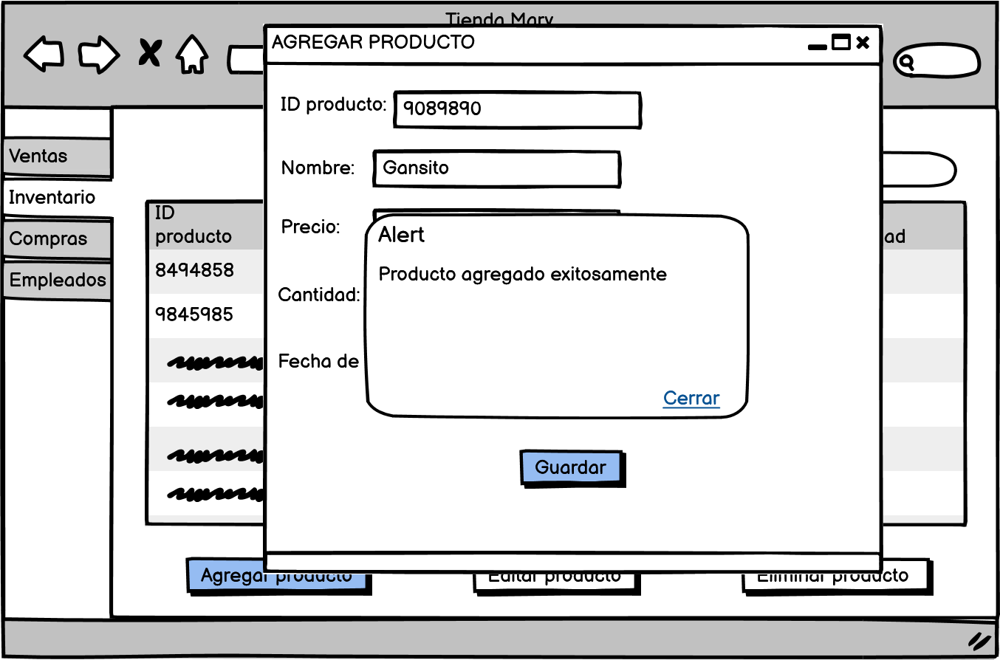 Tienda Mary
AGREGAR PRODUCTO
ID producto: 9089890
Ventas
Nombre: Gansito
Inventario
ID
producto
Precio:
Alert
ad
Compras
8494858
Producto agregado exitosamente
Empleados
Cantidad:
9845985
Fecha de
Cerrar
Guardar
Agregar producto
Editar producto
Eliminar producto